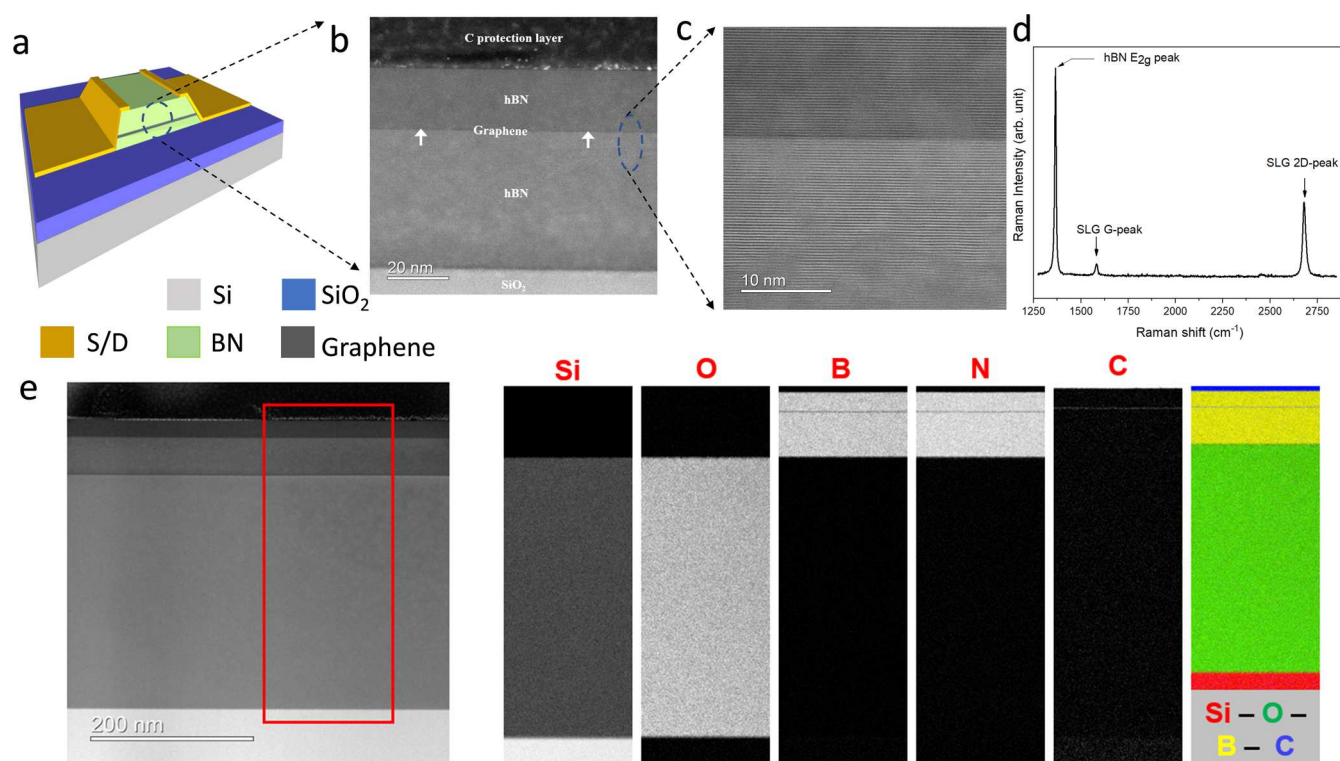 a
b
c
d
C protection layer
hBN
Graphene
hBN
20 nm
SiO2
10 nm
Raman Intensity (arb. unit)
hBN E2g peak
SLG 2D-peak
SLG G-peak
1250 1500 1750 2000 2250 2500 2750
Raman shift (cm-1)
Si
SiO2
S/D
BN
Graphene
e
200 nm
Si
O
B
N
C
Si – O –
B – C